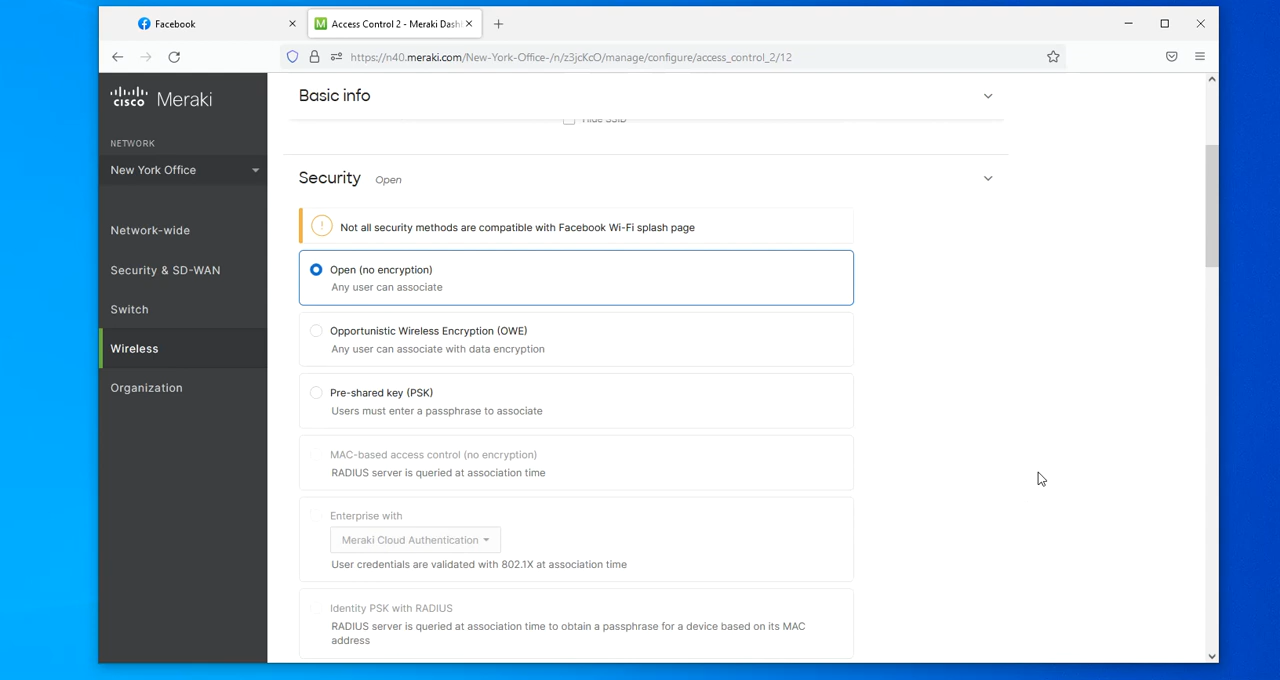 Facebook
Access Control 2 - Meraki Dash
https://n40.meraki.com/New-York-Office-/n/z3jcKcO/manage/configure/access_control_2/12
cisco Meraki
NETWORK
New York Office
Network-wide
Security & SD-WAN
Switch
Wireless
Organization
Basic info
Hide SSID
Security Open
Not all security methods are compatible with Facebook Wi-Fi splash page
Open (no encryption)
Any user can associate
Opportunistic Wireless Encryption (OWE)
Any user can associate with data encryption
Pre-shared key (PSK)
Users must enter a passphrase to associate
MAC-based access control (no encryption)
RADIUS server is queried at association time
Enterprise with
Meraki Cloud Authentication
User credentials are validated with 802.1X at association time
Identity PSK with RADIUS
RADIUS server is queried at association time to obtain a passphrase for a device based on its MAC
address